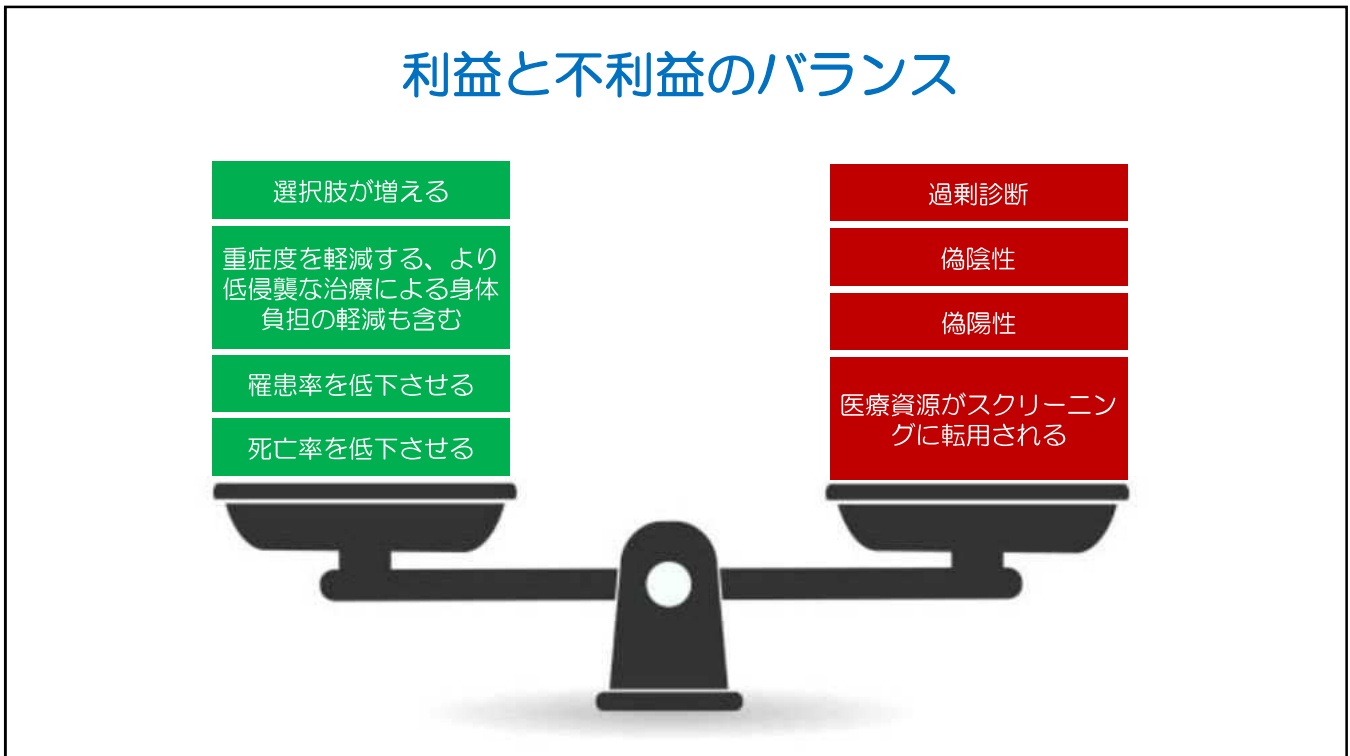 利益と不利益のバランス
選択肢が増える
重症度を軽減する、より
低侵襲な治療による身体
負担の軽減も含む
罹患率を低下させる
死亡率を低下させる
過剰診断
偽陰性
偽陽性
医療資源がスクリーニン
グに転用される